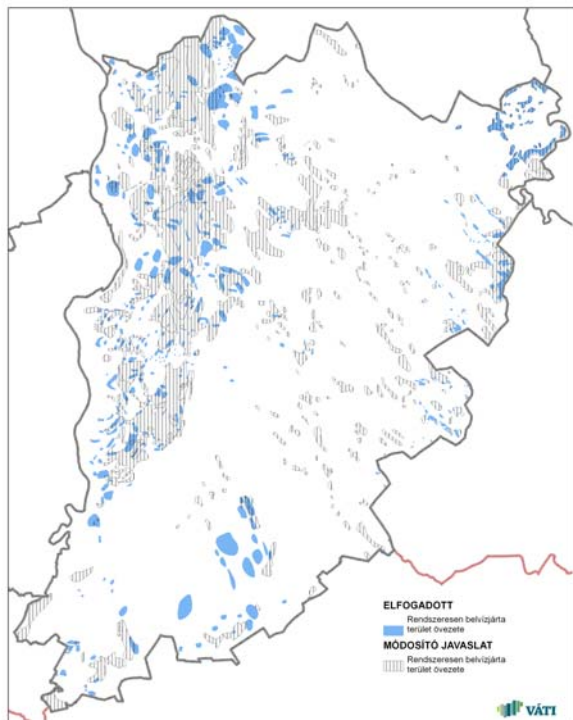 ELFOGADOTT
Rendszeresen belvízjárta
terület övezete
MÓDOSÍTÓ JAVASLAT
Rendszeresen belvízjárta
terület övezete
VÁTI